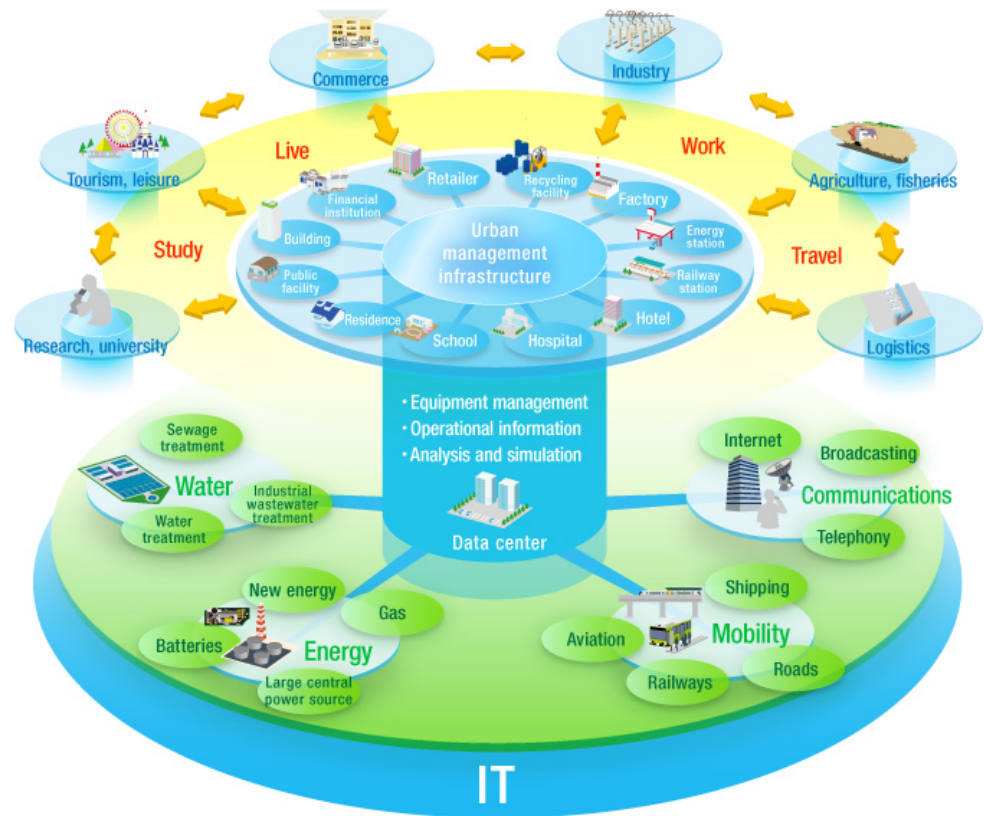 Commerce
Industry
Tourism, leisure
Agriculture, fisheries
Research, university
Logistics
Live
Work
Study
Travel
Retailer
Recycling
facility
Financial
institution
Factory
Building
Energy
station
Public
facility
Railway
station
Residence
School
Hospital
Hotel
Urban
management
infrastructure
• Equipment management
• Operational information
• Analysis and simulation
Data center
Sewage
treatment
Water
Industrial
wastewater
treatment
Water
treatment
Internet
Broadcasting
Communications
Telephony
New energy
Gas
Batteries
Energy
Large central
power source
Shipping
Aviation
Mobility
Railways
Roads
IT